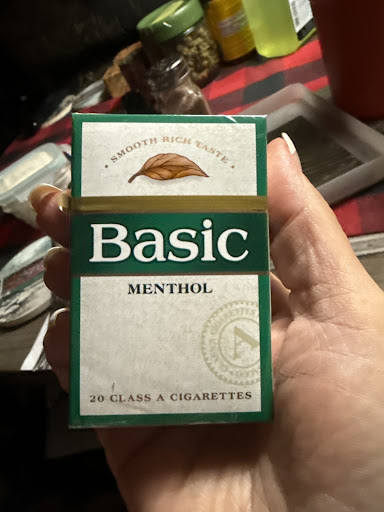 · SMOOTH RICH TASTE ·
Basic
MENTHOL
A
20 CLASS A CIGARETTES